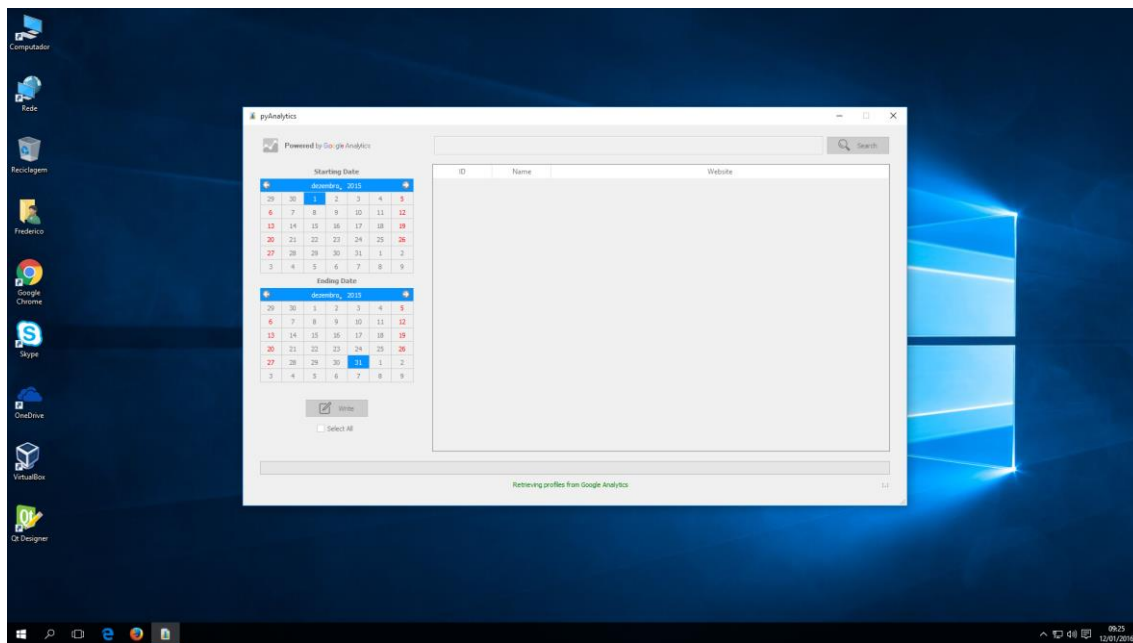 Computador
Rede
Reciclagem
Frederico
Google
Chrome
Skype
OneDrive
VirtualBox
Qt Designer
pyAnalytics
Powered by Google Analytics
Search
Starting Date
dezembro, 2015
29 30 1 2 3 4 5
6 7 8 9 10 11 12
13 14 15 16 17 18 19
20 21 22 23 24 25 26
27 28 29 30 31 1 2
3 4 5 6 7 8 9
Ending Date
dezembro, 2015
29 30 1 2 3 4 5
6 7 8 9 10 11 12
13 14 15 16 17 18 19
20 21 22 23 24 25 26
27 28 29 30 31 1 2
3 4 5 6 7 8 9
Write
Select All
ID Name Website
Retrieving profiles from Google Analytics
09:25
12/01/2016